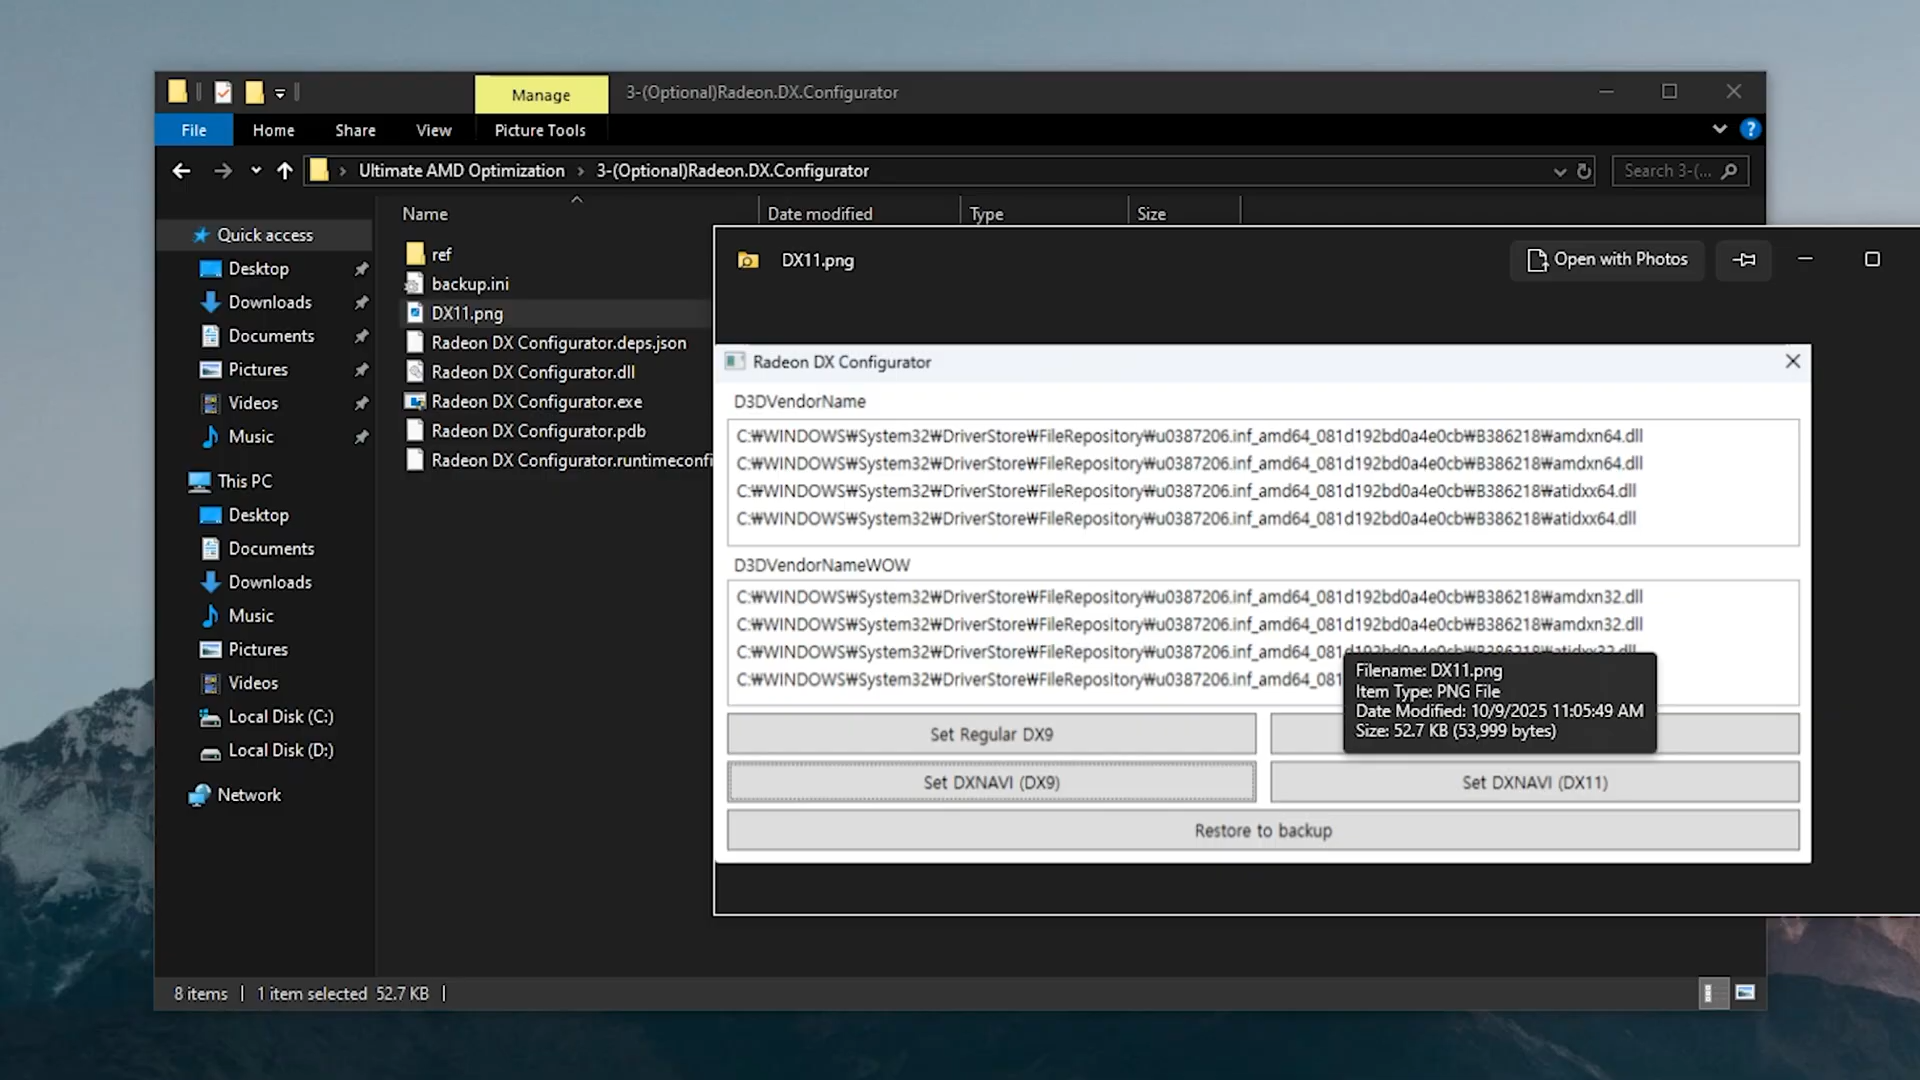 Manage
3-(Optional)Radeon.DX.Configurator
File
Home
Share
View
Picture Tools
Ultimate AMD Optimization
3-(Optional)Radeon.DX.Configurator
Search 3-(...
Name
Date modified
Type
Size
Quick access
Desktop
Downloads
Documents
Pictures
Videos
Music
This PC
Desktop
Documents
Downloads
Music
Pictures
Videos
Local Disk (C:)
Local Disk (D:)
Network
ref
backup.ini
DX11.png
Radeon DX Configurator.deps.json
Radeon DX Configurator.dll
Radeon DX Configurator.exe
Radeon DX Configurator.pdb
Radeon DX Configurator.runtimeconfi
DX11.png
Open with Photos
Radeon DX Configurator
D3DVendorName
C:₩WINDOWS₩System32₩DriverStore₩FileRepository₩u0387206.inf_amd64_081d192bd0a4e0cb₩B386218₩amdxn64.dll
C:₩WINDOWS₩System32₩DriverStore₩FileRepository₩u0387206.inf_amd64_081d192bd0a4e0cb₩B386218₩amdxn64.dll
C:₩WINDOWS₩System32₩DriverStore₩FileRepository₩u0387206.inf_amd64_081d192bd0a4e0cb₩B386218₩atidxx64.dll
C:₩WINDOWS₩System32₩DriverStore₩FileRepository₩u0387206.inf_amd64_081d192bd0a4e0cb₩B386218₩atidxx64.dll
D3DVendorNameWOW
C:₩WINDOWS₩System32₩DriverStore₩FileRepository₩u0387206.inf_amd64_081d192bd0a4e0cb₩B386218₩amdxn32.dll
C:₩WINDOWS₩System32₩DriverStore₩FileRepository₩u0387206.inf_amd64_081d192bd0a4e0cb₩B386218₩amdxn32.dll
C:₩WINDOWS₩System32₩DriverStore₩FileRepository₩u0387206.inf_amd64_081d192bd0a4e0cb₩B386218₩atidxx32.dll
C:₩WINDOWS₩System32₩DriverStore₩FileRepository₩u0387206.inf_amd64_081
Filename: DX11.png
Item Type: PNG File
Date Modified: 10/9/2025 11:05:49 AM
Size: 52.7 KB (53,999 bytes)
Set Regular DX9
Set DXNAVI (DX9)
Set DXNAVI (DX11)
Restore to backup
8 items
1 item selected 52.7 KB